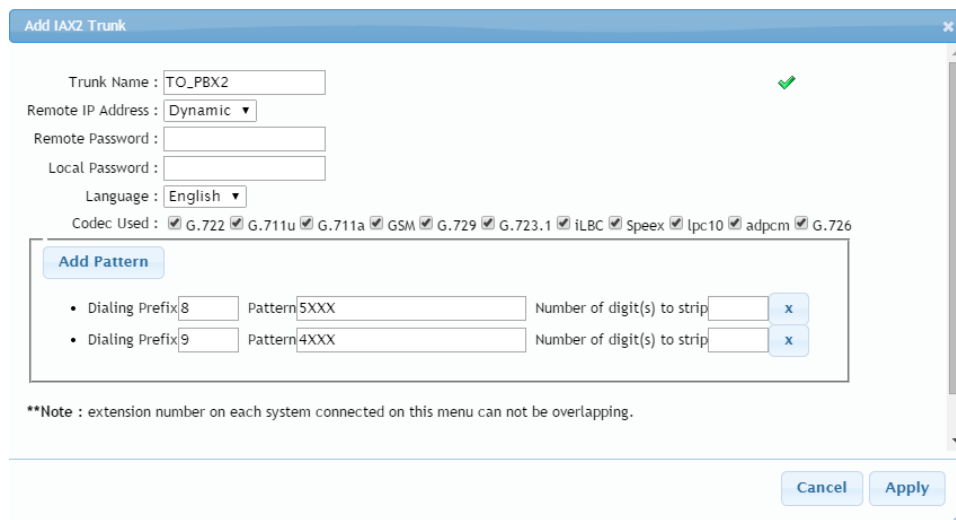 Add IAX2 Trunk
Trunk Name : TO_PBX2
Remote IP Address : Dynamic
Remote Password :
Local Password :
Language : English
Codec Used : G.722 G.711u G.711a GSM G.729 G.723.1 iLBC Speex lpc10 adpcm G.726
Add Pattern
• Dialing Prefix 8 Pattern 5XXX Number of digit(s) to strip x
• Dialing Prefix 9 Pattern 4XXX Number of digit(s) to strip x
**Note : extension number on each system connected on this menu can not be overlapping.
Cancel Apply